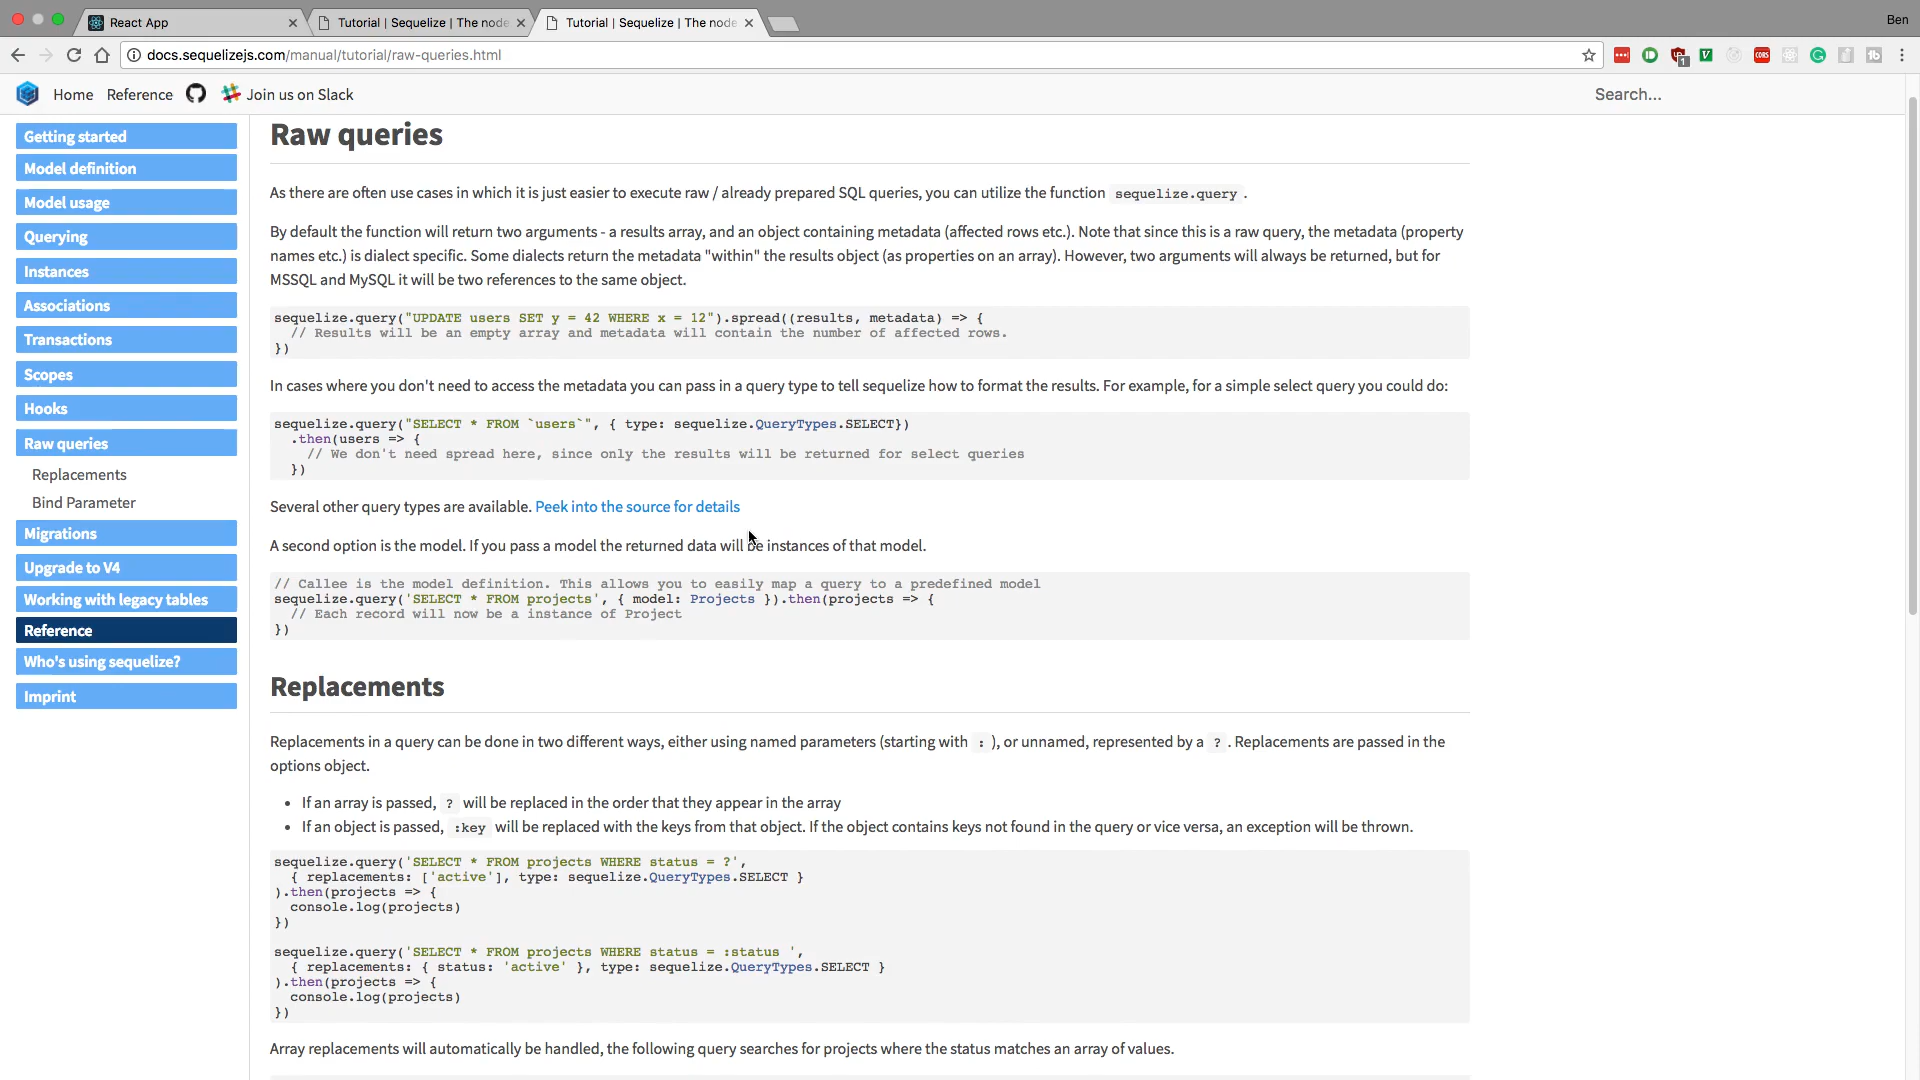 React App
Tutorial | Sequelize | The node
Tutorial | Sequelize | The node
Ben
docs.sequelizejs.com/manual/tutorial/raw-queries.html
Home
Reference
Join us on Slack
Search...
Getting started
Model definition
Model usage
Querying
Instances
Associations
Transactions
Scopes
Hooks
Raw queries
Replacements
Bind Parameter
Migrations
Upgrade to V4
Working with legacy tables
Reference
Who's using sequelize?
Imprint
Raw queries
As there are often use cases in which it is just easier to execute raw / already prepared SQL queries, you can utilize the function sequelize.query .
By default the function will return two arguments - a results array, and an object containing metadata (affected rows etc.). Note that since this is a raw query, the metadata (property
names etc.) is dialect specific. Some dialects return the metadata "within" the results object (as properties on an array). However, two arguments will always be returned, but for
MSSQL and MySQL it will be two references to the same object.
sequelize.query("UPDATE users SET y = 42 WHERE x = 12").spread((results, metadata) => {
// Results will be an empty array and metadata will contain the number of affected rows.
})
In cases where you don't need to access the metadata you can pass in a query type to tell sequelize how to format the results. For example, for a simple select query you could do:
sequelize.query("SELECT * FROM `users`", { type: sequelize.QueryTypes.SELECT})
.then(users => {
// We don't need spread here, since only the results will be returned for select queries
})
Several other query types are available. Peek into the source for details
A second option is the model. If you pass a model the returned data will be instances of that model.
// Callee is the model definition. This allows you to easily map a query to a predefined model
sequelize.query('SELECT * FROM projects', { model: Projects }).then(projects => {
// Each record will now be a instance of Project
})
Replacements
Replacements in a query can be done in two different ways, either using named parameters (starting with : ), or unnamed, represented by a ? . Replacements are passed in the
options object.
• If an array is passed, ? will be replaced in the order that they appear in the array
• If an object is passed, :key will be replaced with the keys from that object. If the object contains keys not found in the query or vice versa, an exception will be thrown.
sequelize.query('SELECT * FROM projects WHERE status = ?',
{ replacements: ['active'], type: sequelize.QueryTypes.SELECT }
).then(projects => {
console.log(projects)
})
sequelize.query('SELECT * FROM projects WHERE status = :status ',
{ replacements: { status: 'active' }, type: sequelize.QueryTypes.SELECT }
).then(projects => {
console.log(projects)
})
Array replacements will automatically be handled, the following query searches for projects where the status matches an array of values.